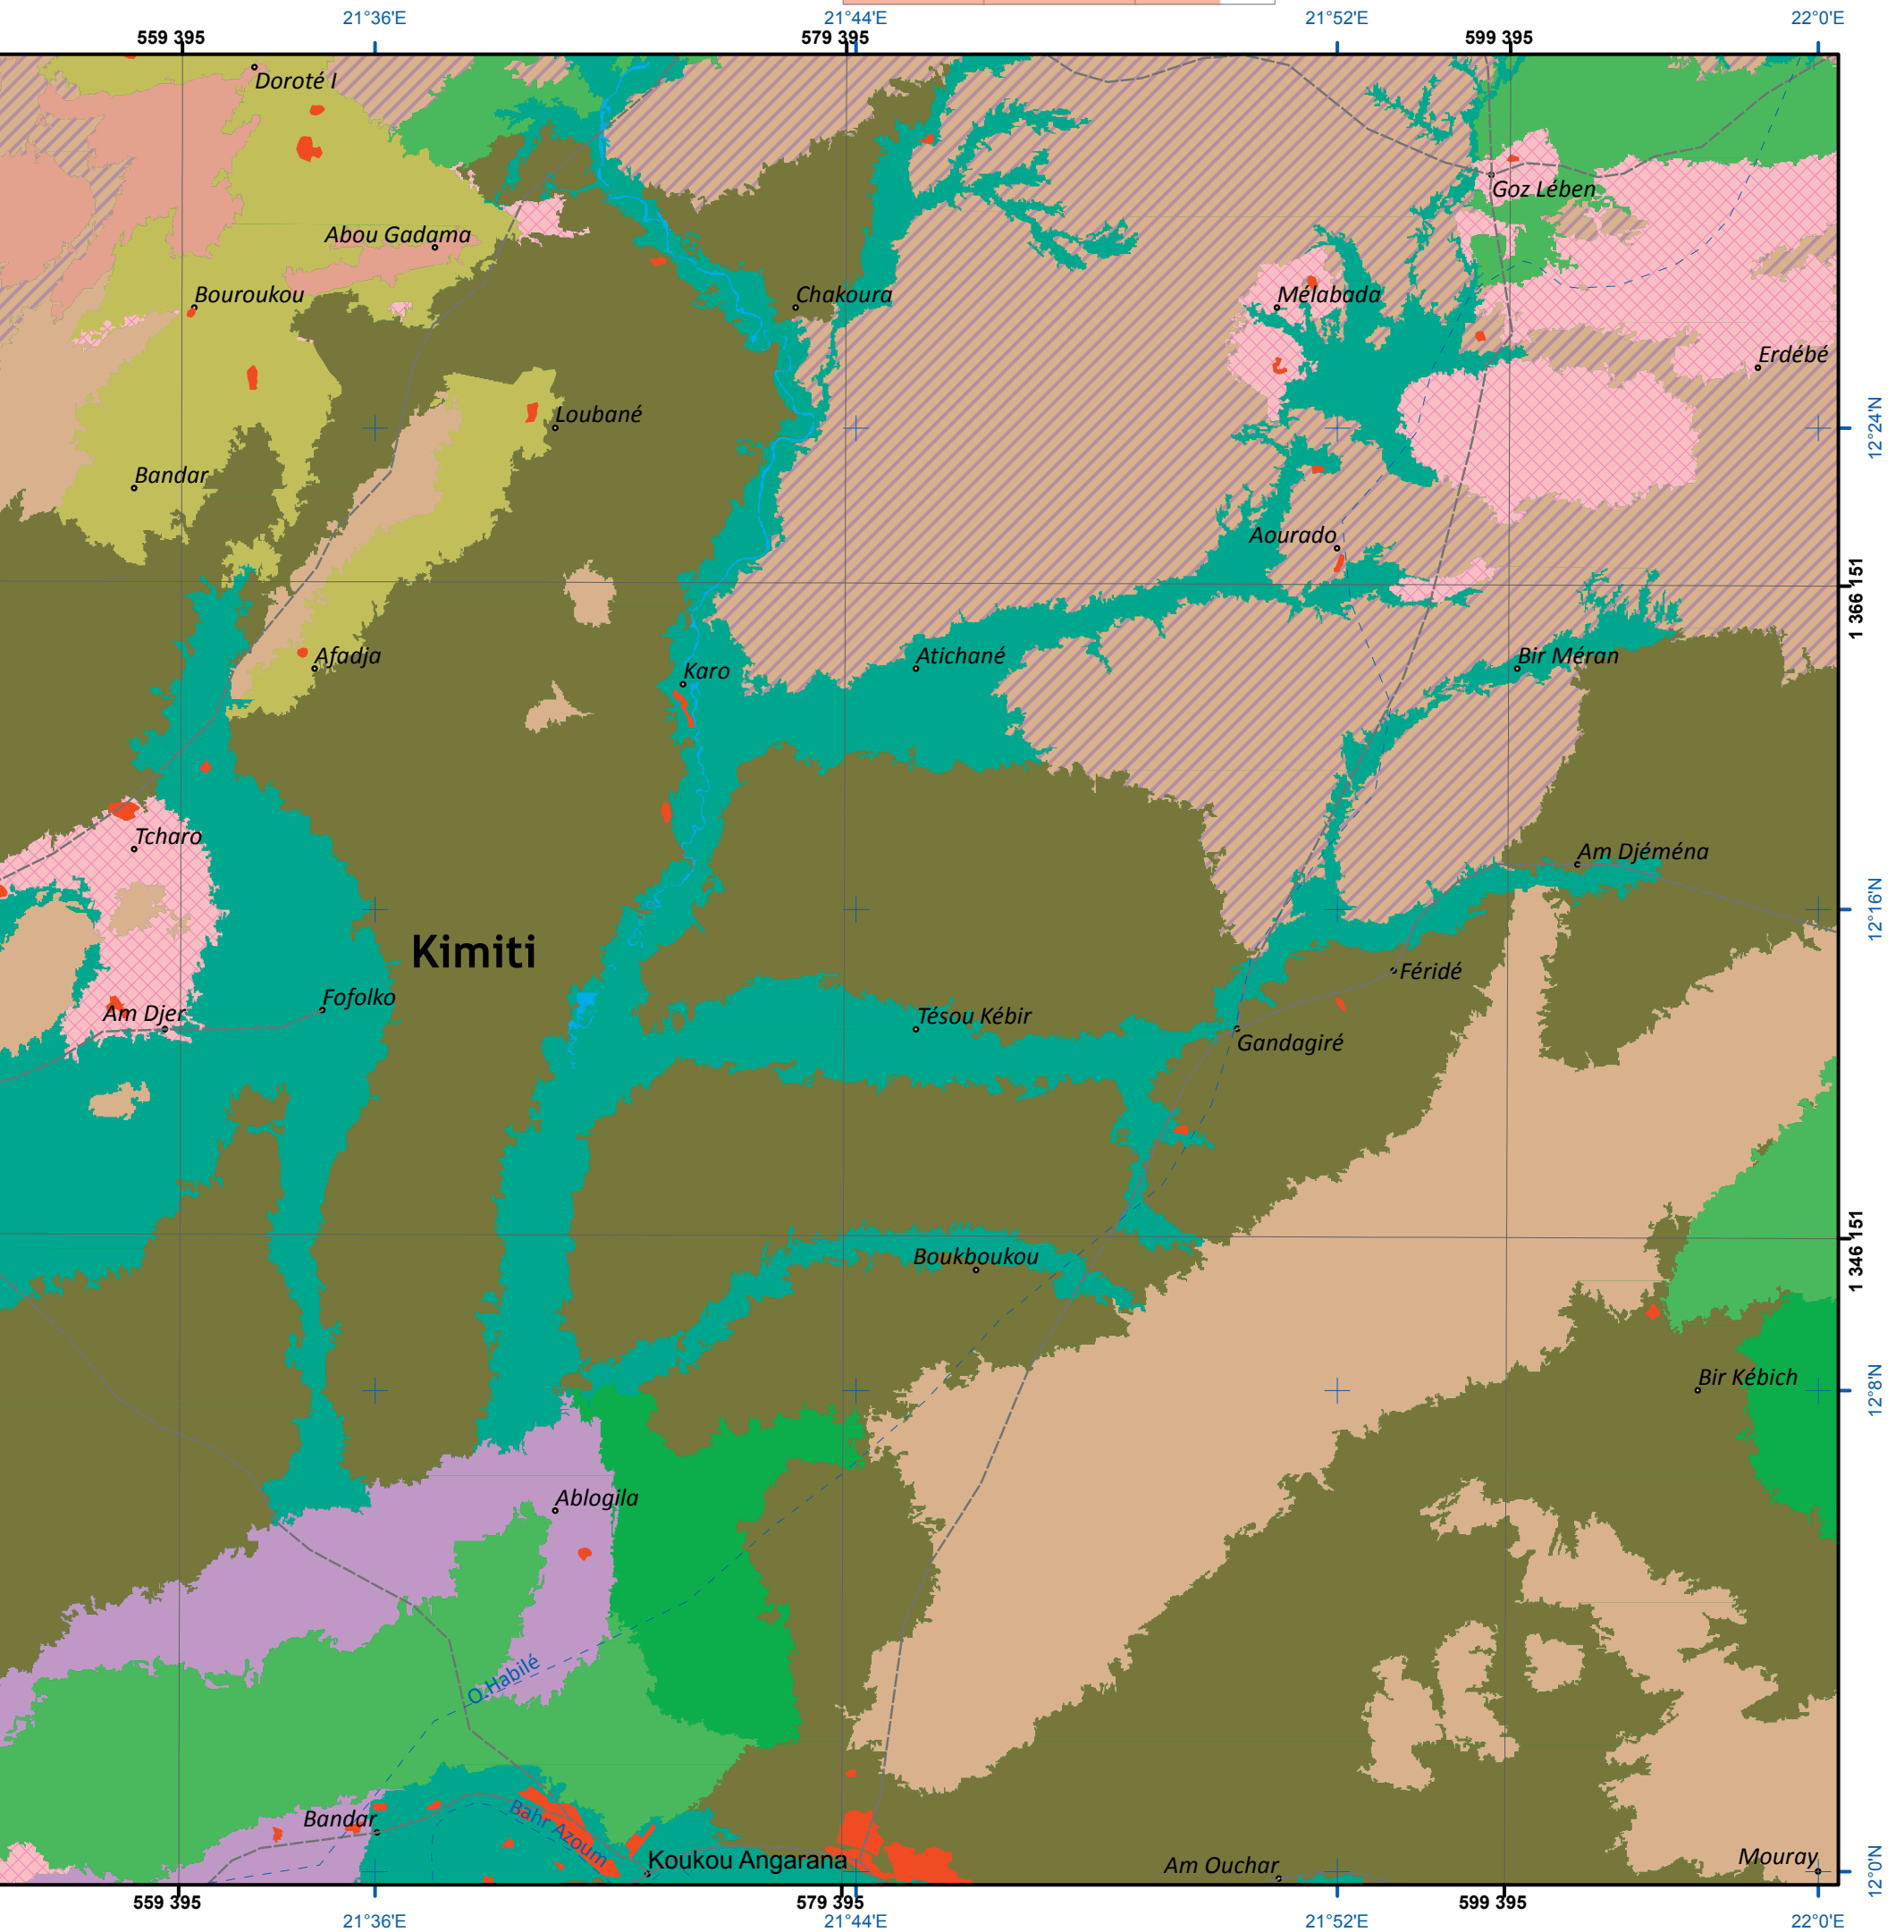 21°36'E 21°44'E 21°52'E 22°0'E
559 395 579 395 599 395
Doroté I
Goz Lében
Abou Gadama
Bouroukou
Chakoura
Mélabada
Erdébé
Loubané
12°24'N
Bandar
Aourado
1 366 151
Afadja
Karo
Atichané
Bir Méran
Tcharo
Am Djéména
12°16'N
Kimiti
Féridé
Fofolko
Am Djer
Tésou Kébir
Gandagiré
Boukboukou
1 346 151
Bir Kébich
12°8'N
Ablogila
O.Habilé
Bandar
Bahr Azoum
Koukou Angarana
Am Ouchar
Mouray
12°0'N
559 395 579 395 599 395
21°36'E 21°44'E 21°52'E 22°0'E